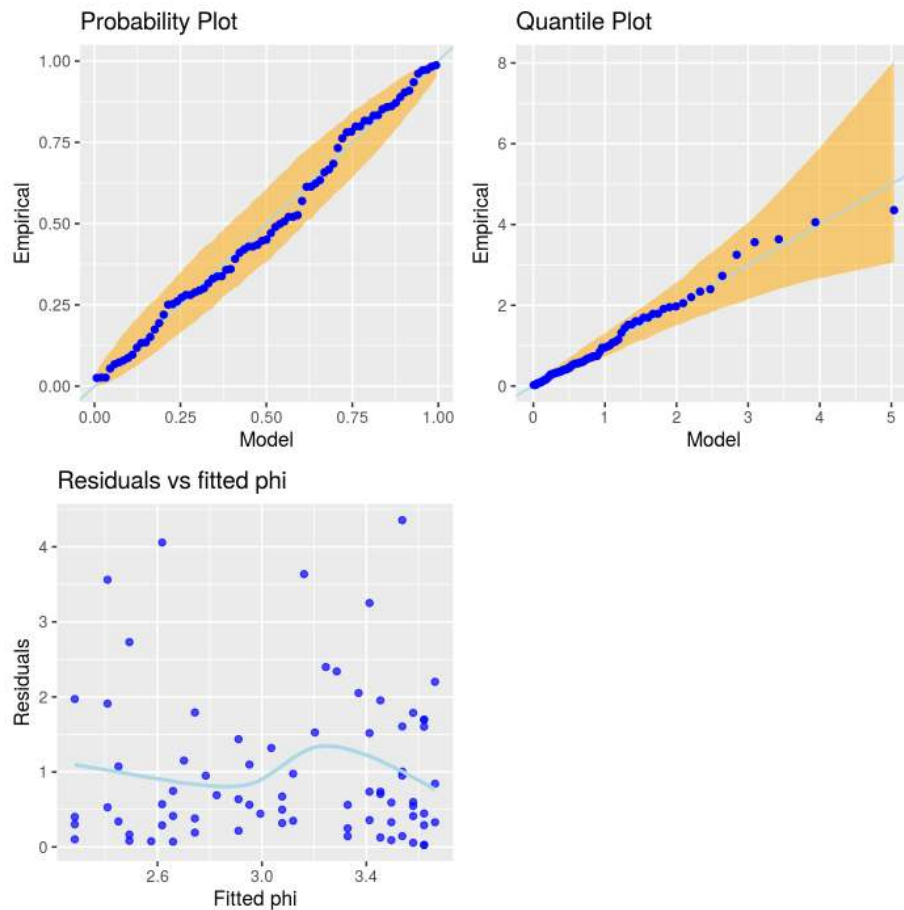 Probability Plot
1.00
0.75
0.50
0.25
0.00
Empirical
0.00 0.25 0.50 0.75 1.00
Model
Quantile Plot
8
6
4
2
0
Empirical
0 1 2 3 4 5
Model
Residuals vs fitted phi
4
3
2
1
0
Residuals
2.6 3.0 3.4
Fitted phi